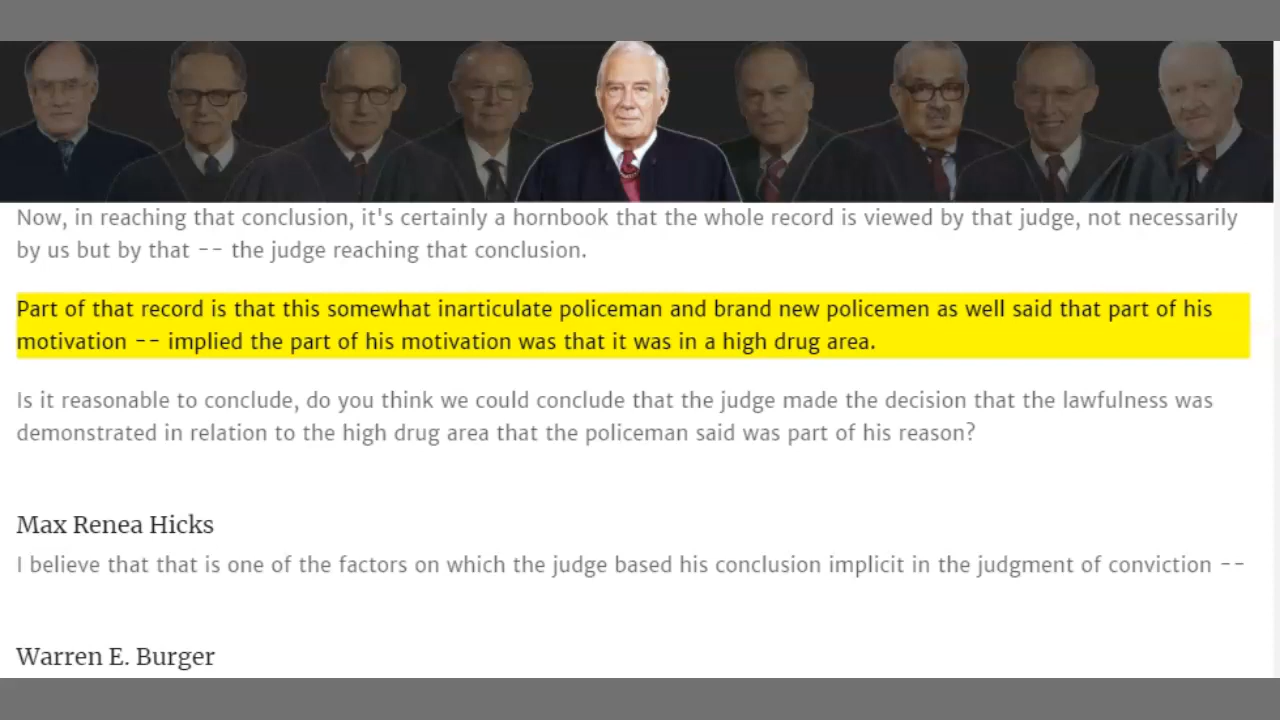 Now, in reaching that conclusion, it's certainly a hornbook that the whole record is viewed by that judge, not necessarily
by us but by that -- the judge reaching that conclusion.
Part of that record is that this somewhat inarticulate policeman and brand new policemen as well said that part of his
motivation -- implied the part of his motivation was that it was in a high drug area.
Is it reasonable to conclude, do you think we could conclude that the judge made the decision that the lawfulness was
demonstrated in relation to the high drug area that the policeman said was part of his reason?
Max Renea Hicks
I believe that that is one of the factors on which the judge based his conclusion implicit in the judgment of conviction --
Warren E. Burger